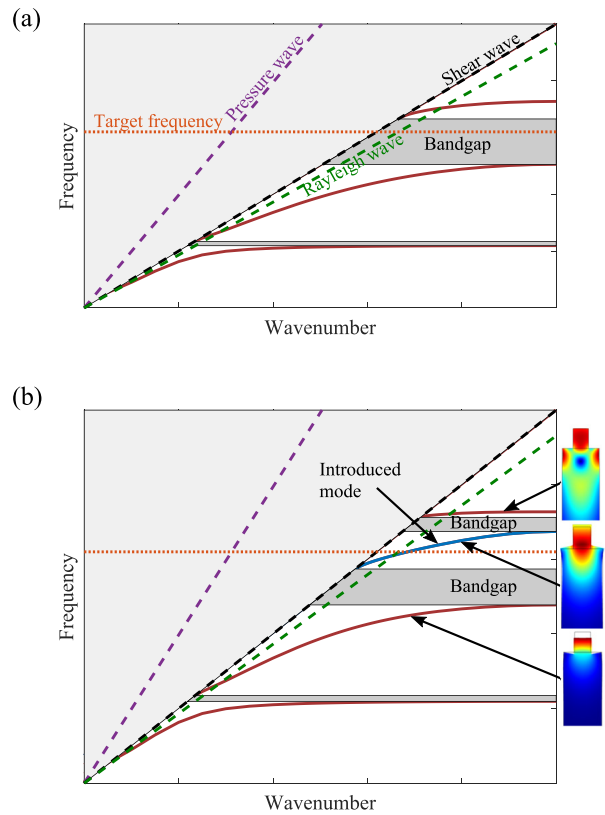 (a)
Pressure wave
Shear wave
Target frequency
Bandgap
Rayleigh wave
Frequency
Wavenumber
(b)
Introduced
mode
Bandgap
Bandgap
Frequency
Wavenumber